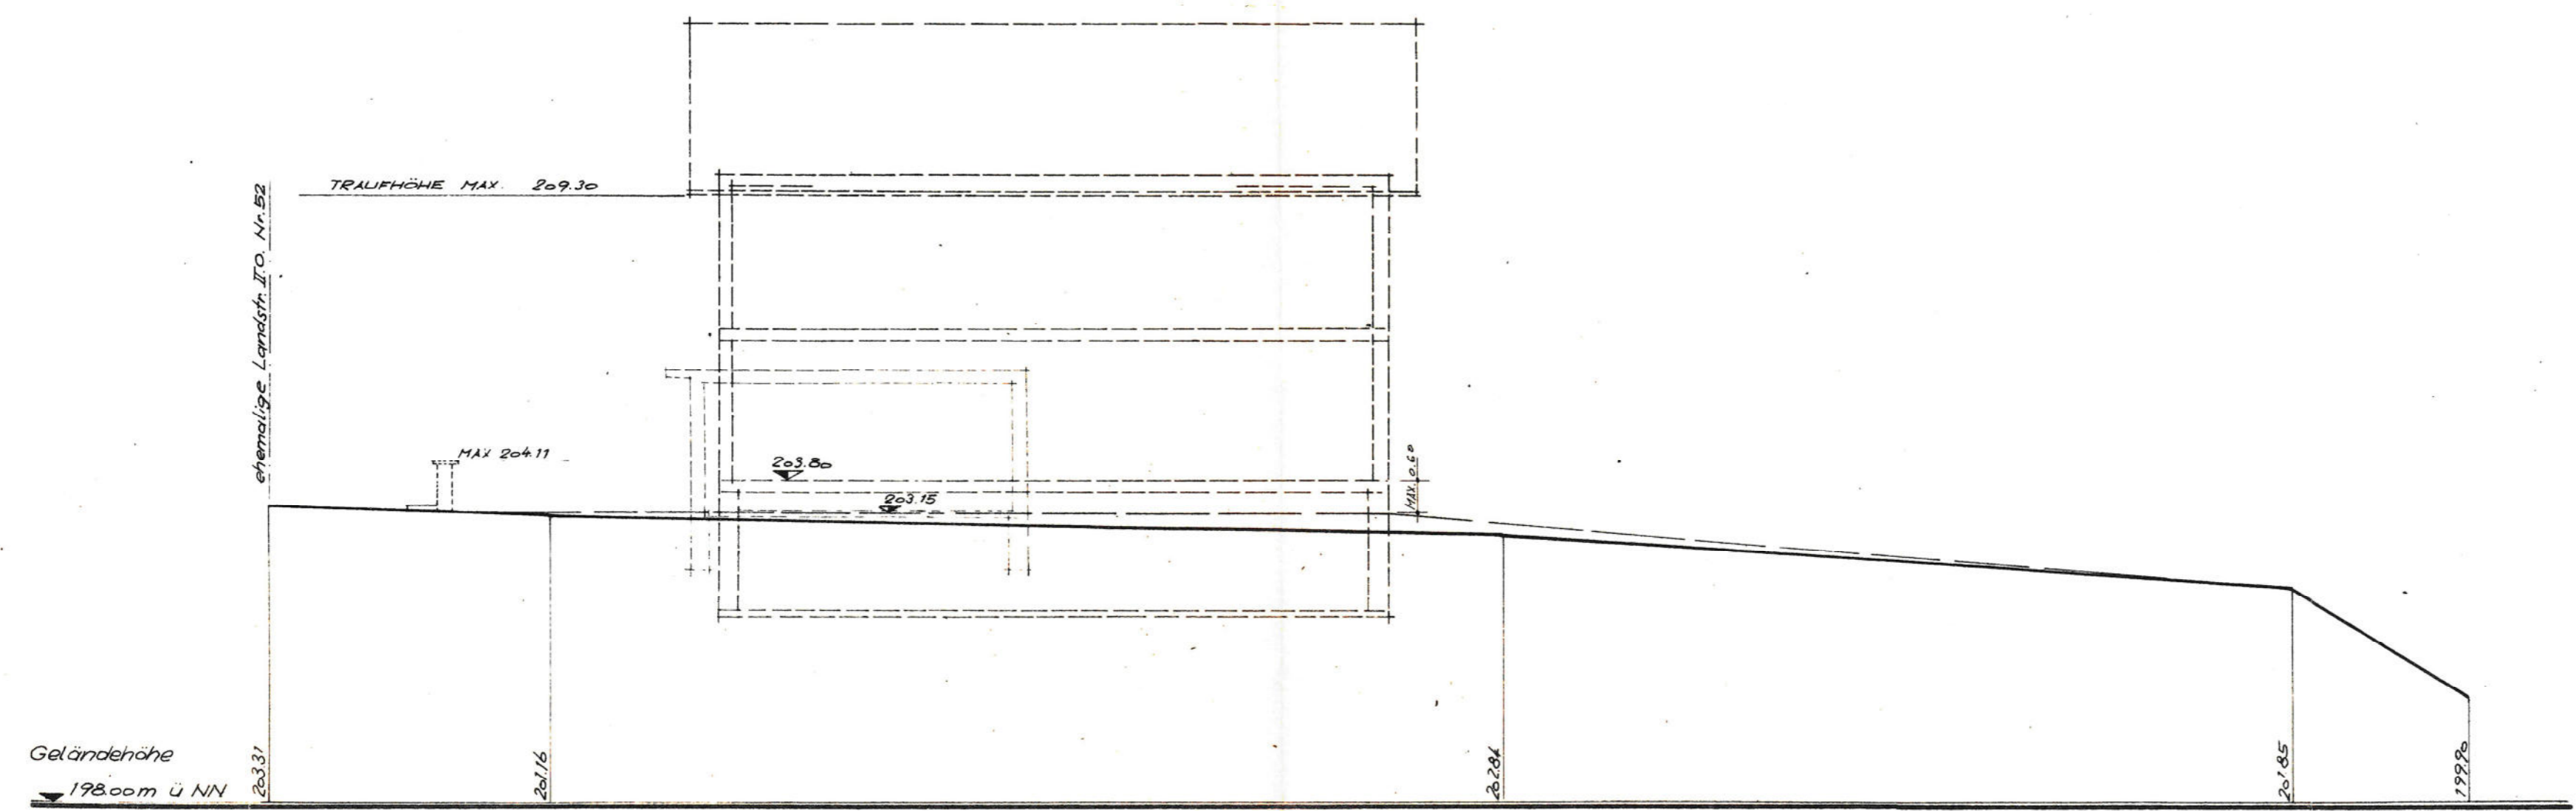 TRAUFHÖHE MAX. 209.30
ehemalige Landstr. II.O. Nr. 52
MAX 204.11
203.80
203.15
MAX. 0.60
Geländehöhe
198.00m ü NN
203.31
201.16
202.84
201.85
199.90